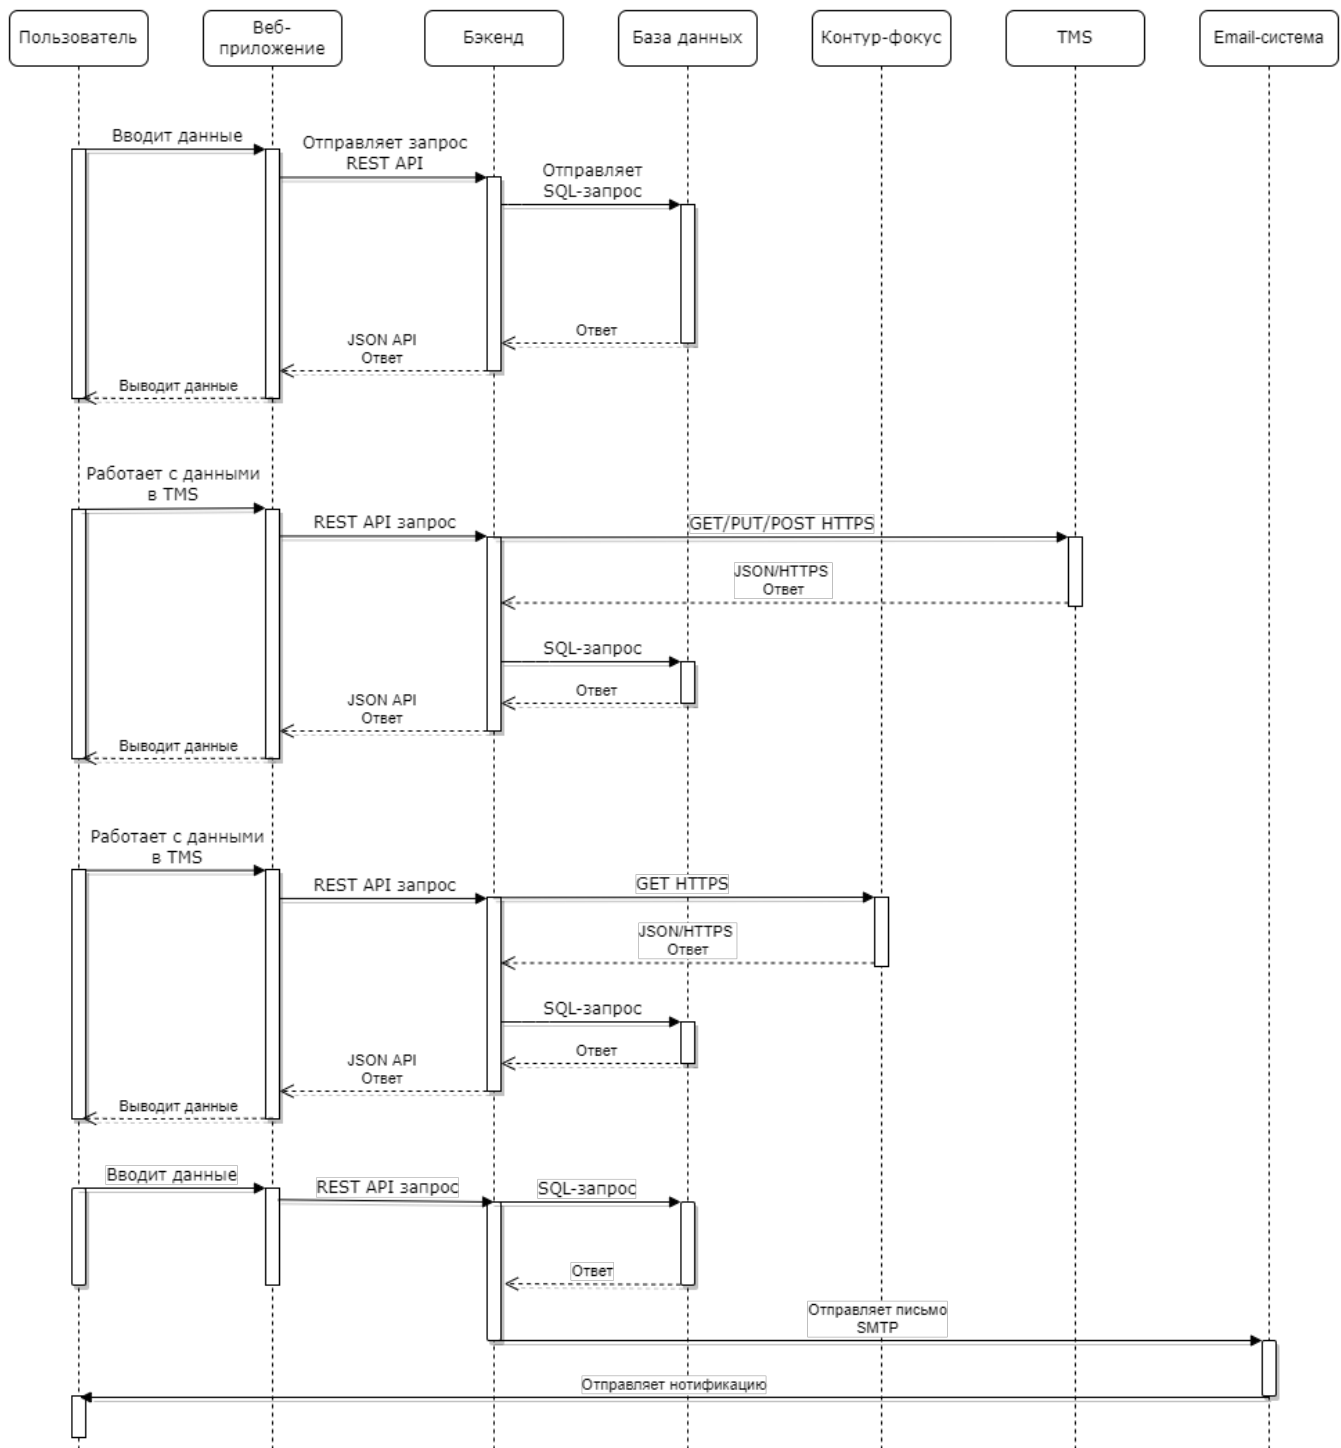 Пользователь
Веб-
приложение
Бэкенд
База данных
Контур-фокус
TMS
Email-система
Вводит данные
Отправляет запрос
REST API
Отправляет
SQL-запрос
Ответ
JSON API
Ответ
Выводит данные
Работает с данными
в TMS
REST API запрос
GET/PUT/POST HTTPS
JSON/HTTPS
Ответ
SQL-запрос
Ответ
JSON API
Ответ
Выводит данные
Работает с данными
в TMS
REST API запрос
GET HTTPS
JSON/HTTPS
Ответ
SQL-запрос
Ответ
JSON API
Ответ
Выводит данные
Вводит данные
REST API запрос
SQL-запрос
Ответ
Отправляет письмо
SMTP
Отправляет нотификацию